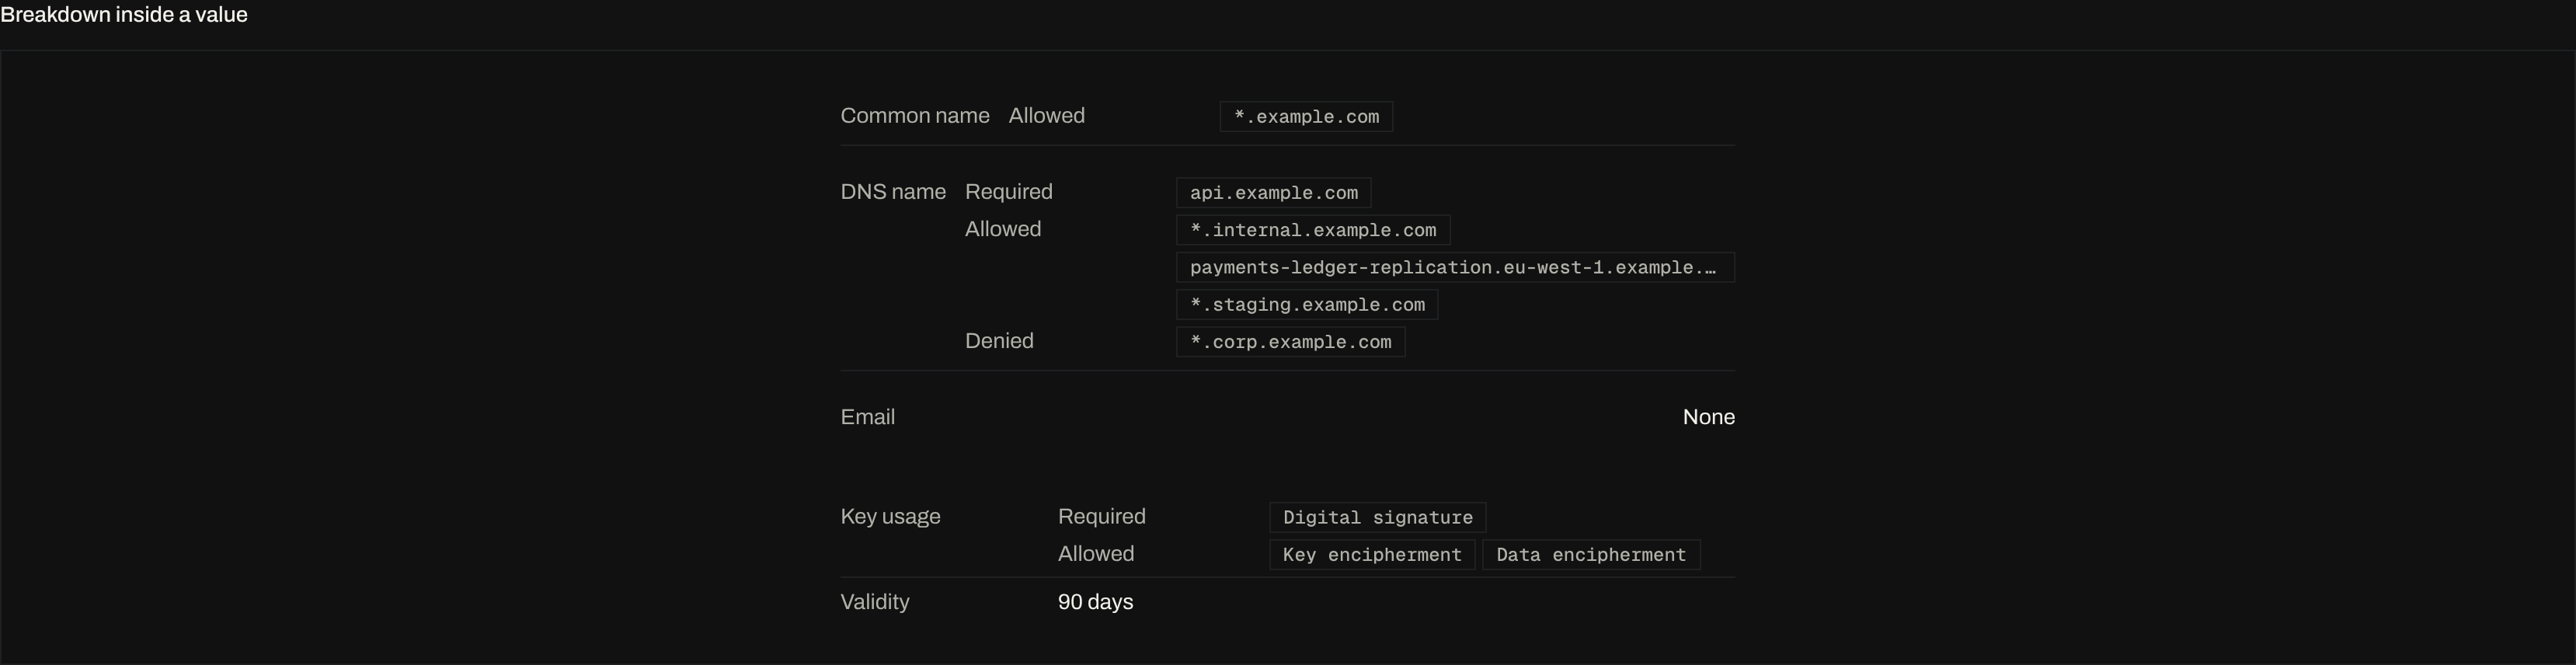 Breakdown inside a value
Common name Allowed *.example.com
DNS name Required api.example.com
Allowed *.internal.example.com
payments-ledger-replication.eu-west-1.example.…
*.staging.example.com
Denied *.corp.example.com
Email None
Key usage Required Digital signature
Allowed Key encipherment Data encipherment
Validity 90 days